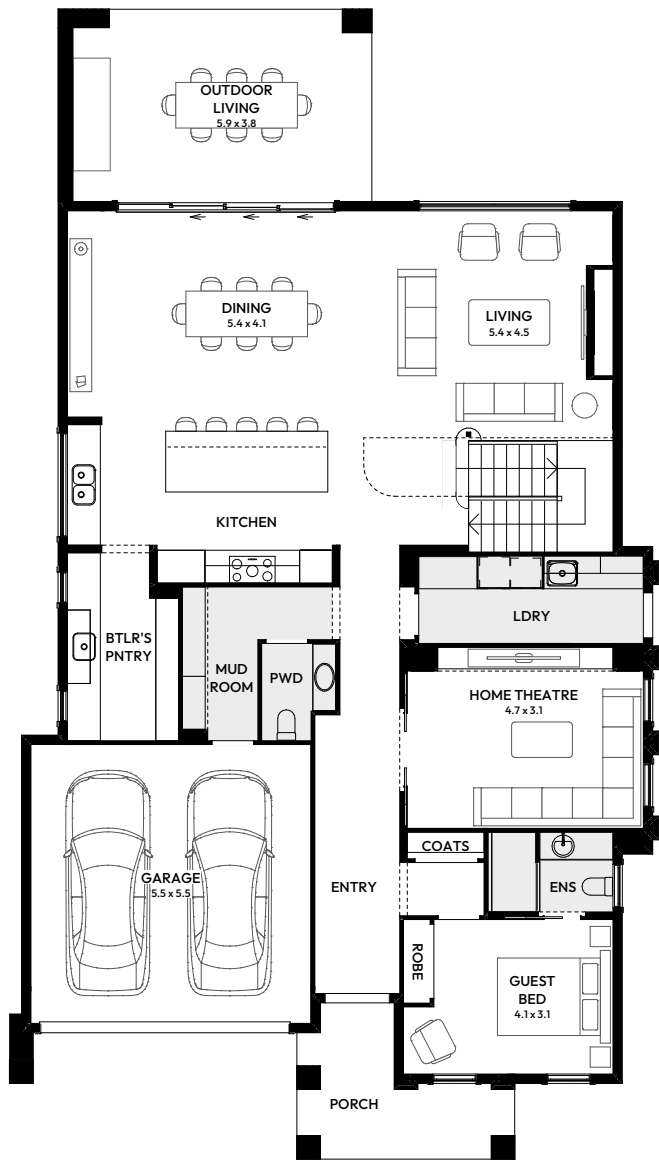 OUTDOOR
LIVING
5.9 x 3.8
DINING
5.4 x 4.1
LIVING
5.4 x 4.5
KITCHEN
LDRY
BTLR'S
PNTRY
MUD
ROOM
PWD
HOME THEATRE
4.7 x 3.1
COATS
GARAGE
5.5 x 5.5
ENTRY
ENS
ROBE
GUEST
BED
4.1 x 3.1
PORCH